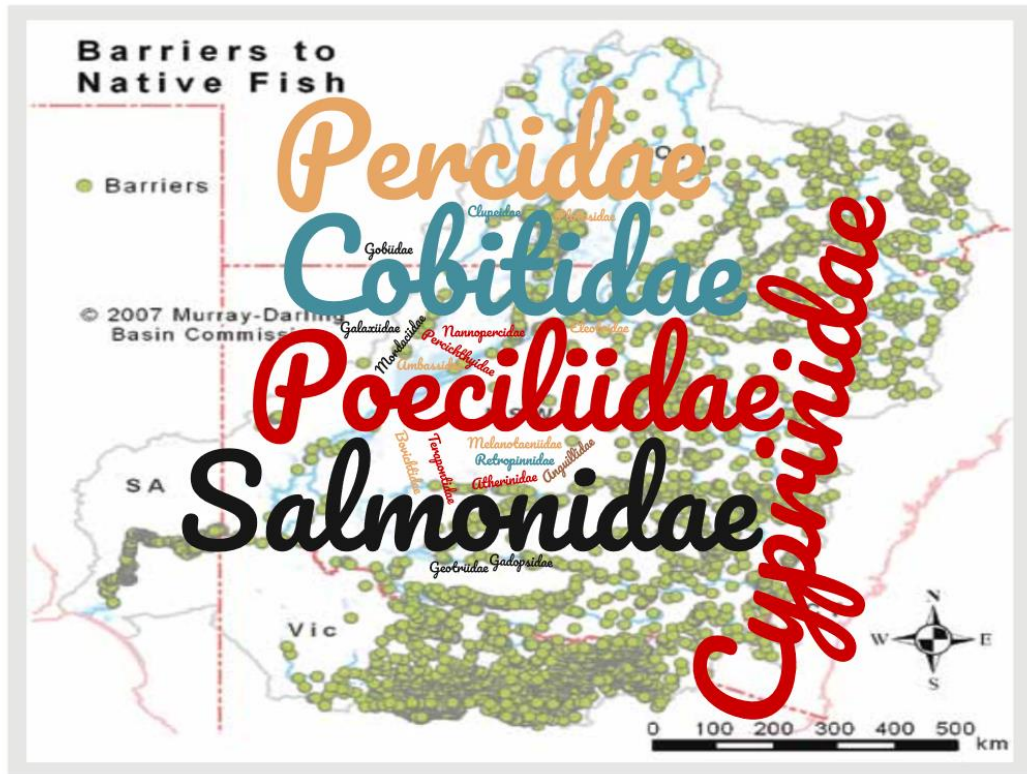 Barriers to
Native Fish
Percidae
Barriers
Clupeidae
Cobitidae
Gobiidae
© 2007 Murray-Darling
Basin
Galaxiidae
Mordaciidae
Nannopercidae
Percichthyidae
Ambassidae
Poeciliidae
Cyprinidae
Bovichtidae
Terapontidae
Melanotaeniidae
Retropinnidae
Atherinidae
Anguillidae
SA
Salmonidae
Geotriidae
Gadopsidae
Vic
N
W
E
S
0 100 200 300 400 500
km